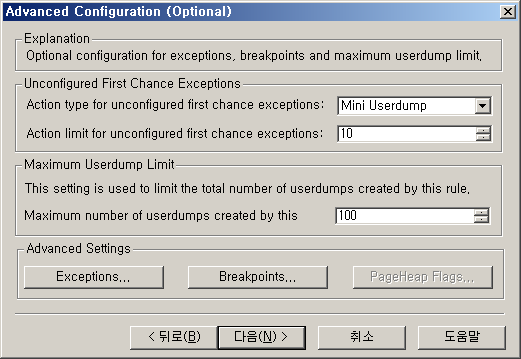 Advanced Configuration (Optional)
Explanation
Optional configuration for exceptions, breakpoints and maximum userdump limit.
Unconfigured First Chance Exceptions
Action type for unconfigured first chance exceptions: Mini Userdump
Action limit for unconfigured first chance exceptions: 10
Maximum Userdump Limit
This setting is used to limit the total number of userdumps created by this rule.
Maximum number of userdumps created by this 100
Advanced Settings
Exceptions... Breakpoints... PageHeap Flags...
< 뒤로(B) 다음(N) > 취소 도움말